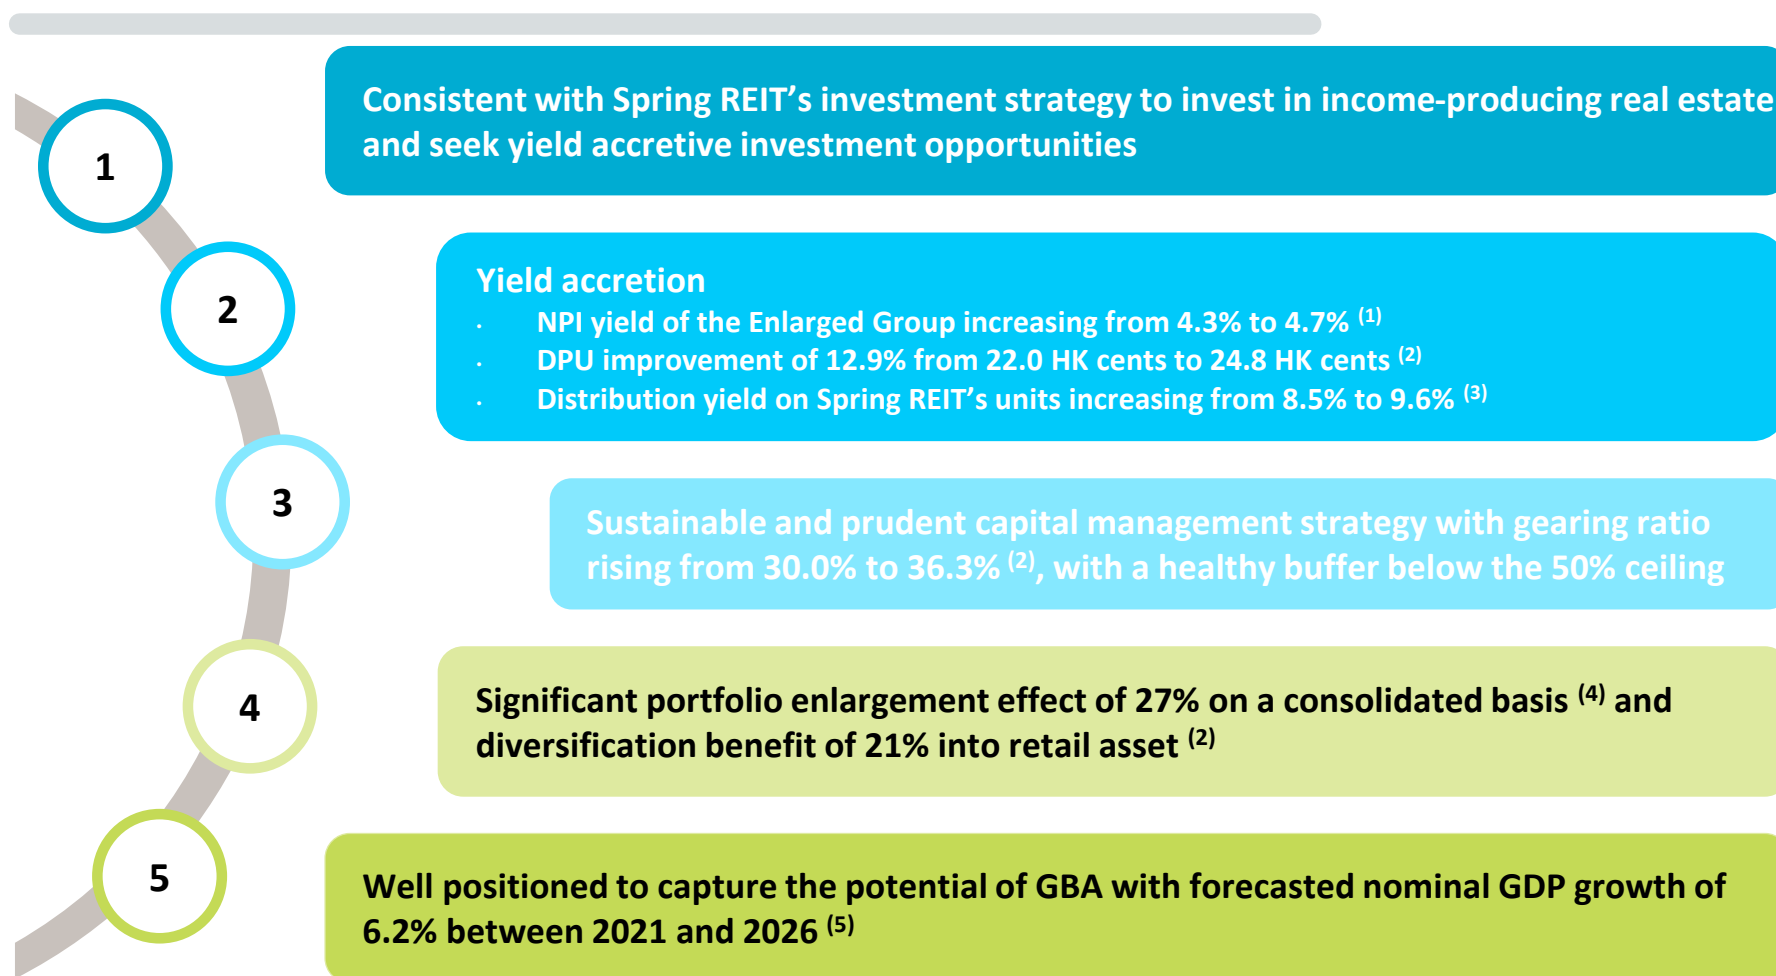 1
Consistent with Spring REIT’s investment strategy to invest in income-producing real estate
and seek yield accretive investment opportunities
2
Yield accretion
· NPI yield of the Enlarged Group increasing from 4.3% to 4.7% (1)
· DPU improvement of 12.9% from 22.0 HK cents to 24.8 HK cents (2)
· Distribution yield on Spring REIT’s units increasing from 8.5% to 9.6% (3)
3
Sustainable and prudent capital management strategy with gearing ratio
rising from 30.0% to 36.3% (2), with a healthy buffer below the 50% ceiling
4
Significant portfolio enlargement effect of 27% on a consolidated basis (4) and
diversification benefit of 21% into retail asset (2)
5
Well positioned to capture the potential of GBA with forecasted nominal GDP growth of
6.2% between 2021 and 2026 (5)